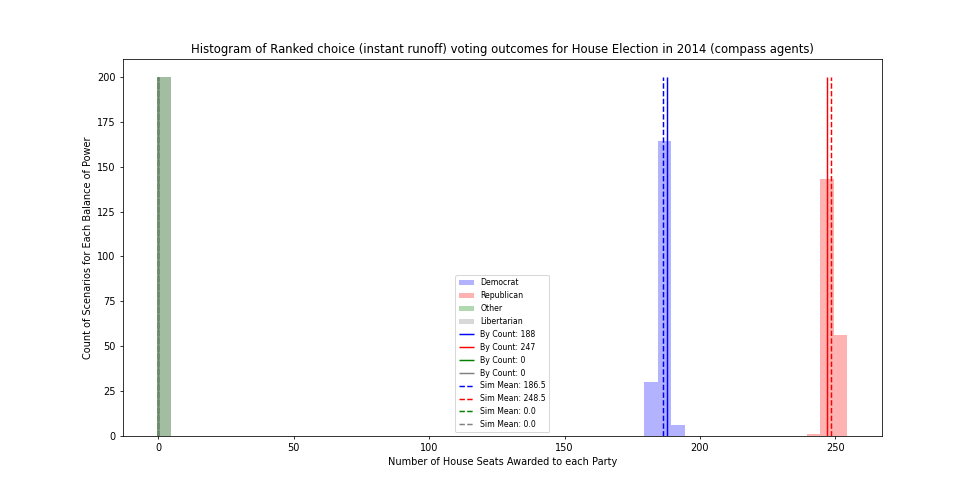 Histogram of Ranked choice (instant runoff) voting outcomes for House Election in 2014 (compass agents)
Count of Scenarios for Each Balance of Power
200
175
150
125
100
75
50
25
0
Democrat
Republican
Other
Libertarian
By Count: 188
By Count: 247
By Count: 0
By Count: 0
Sim Mean: 186.5
Sim Mean: 248.5
Sim Mean: 0.0
Sim Mean: 0.0
0 50 100 150 200 250
Number of House Seats Awarded to each Party